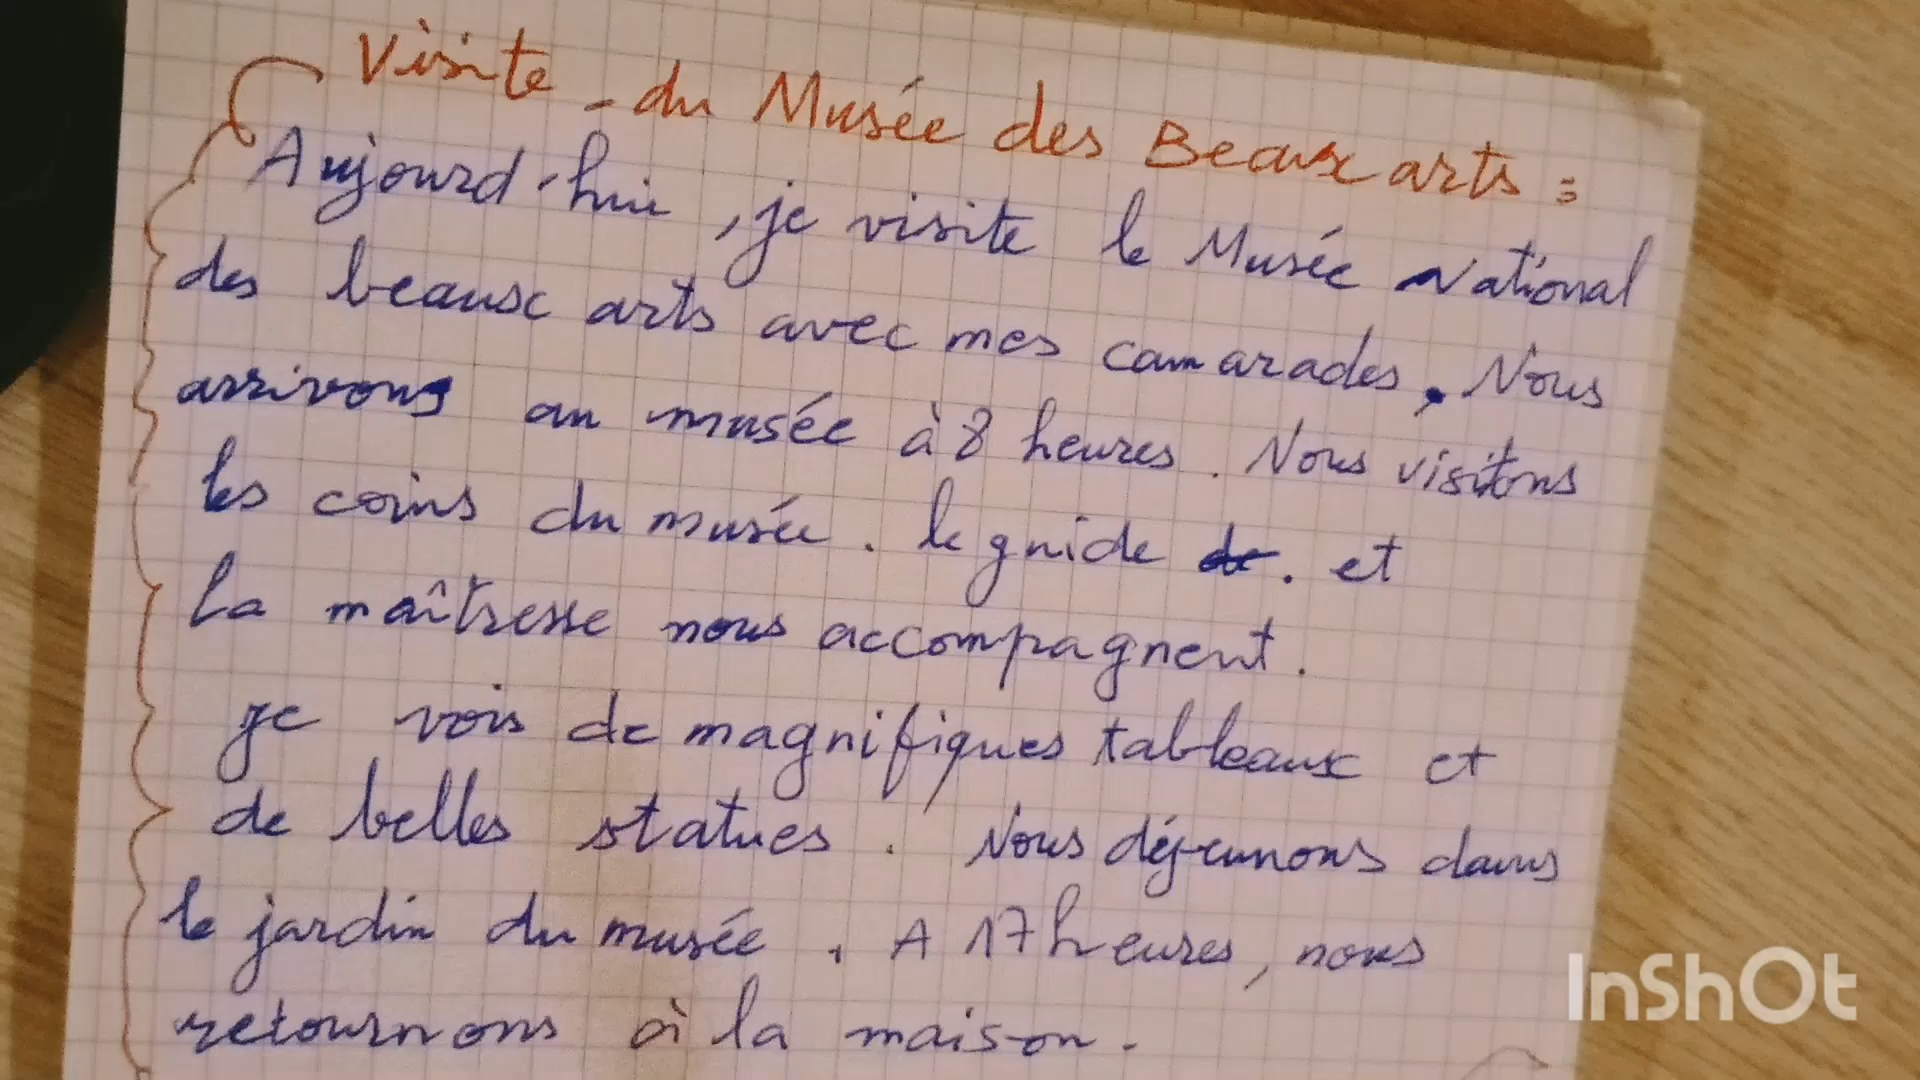 Visite - du Musée des Beaux arts :
Aujourd'hui, je visite le Musée National
des beaux arts avec mes camarades. Nous
arrivons au musée à 8 heures. Nous visitons
les coins du musée. le guide et
la maîtresse nous accompagnent.
je vois de magnifiques tableaux et
de belles statues. Nous déjeunons dans
le jardin du musée. A 17 heures, nous
retournons à la maison.
InShOt